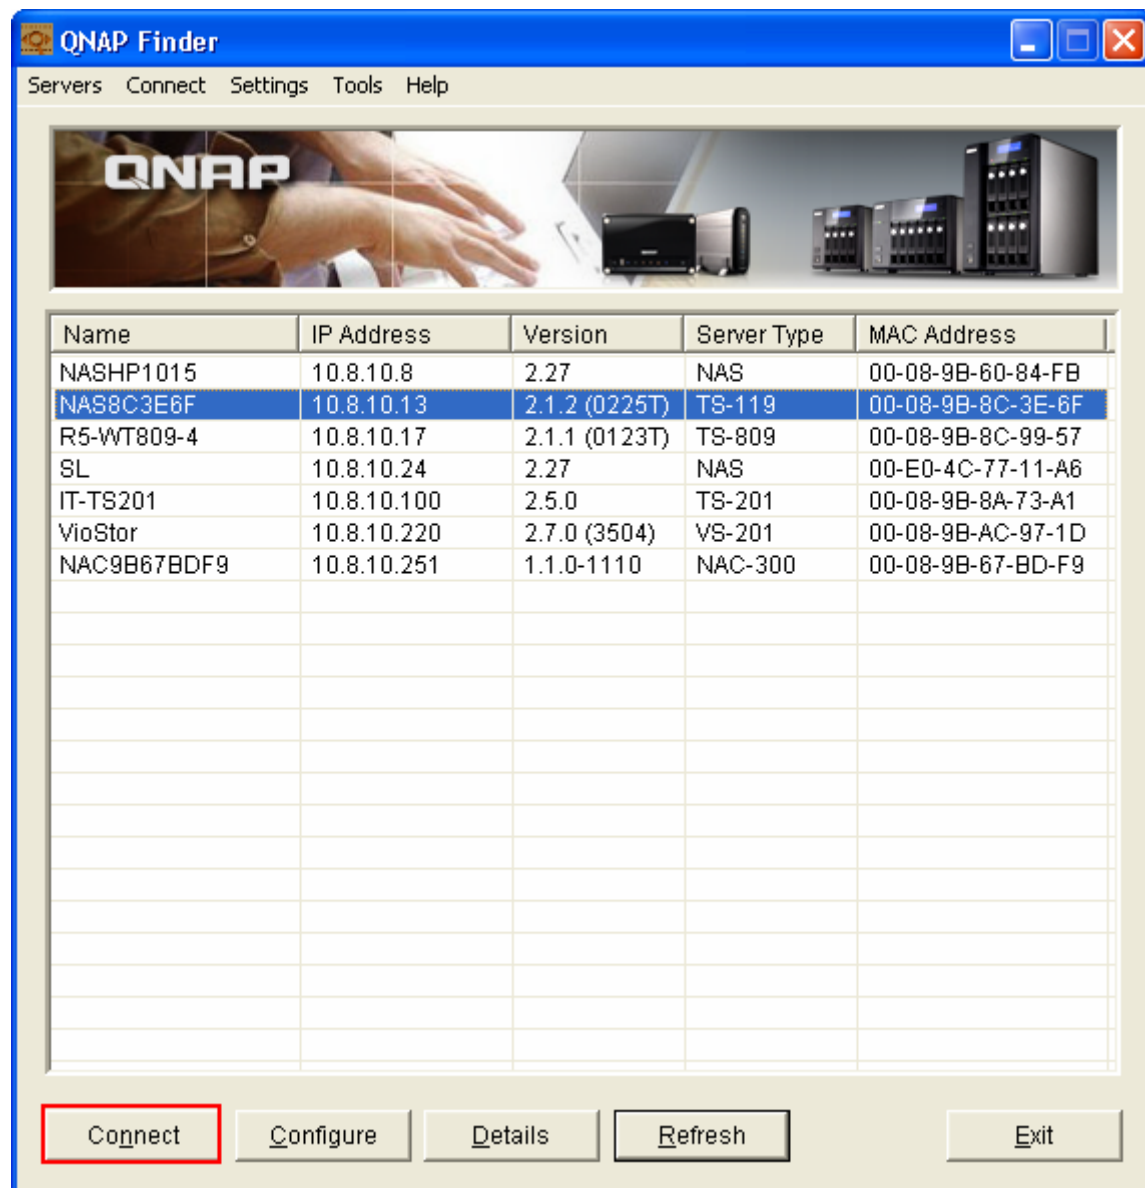 QNAP Finder
Servers Connect Settings Tools Help
QNAP
Name IP Address Version Server Type MAC Address
NASHP1015 10.8.10.8 2.27 NAS 00-08-9B-60-84-FB
NAS8C3E6F 10.8.10.13 2.1.2 (0225T) TS-119 00-08-9B-8C-3E-6F
R5-WT809-4 10.8.10.17 2.1.1 (0123T) TS-809 00-08-9B-8C-99-57
SL 10.8.10.24 2.27 NAS 00-E0-4C-77-11-A6
IT-TS201 10.8.10.100 2.5.0 TS-201 00-08-9B-8A-73-A1
VioStor 10.8.10.220 2.7.0 (3504) VS-201 00-08-9B-AC-97-1D
NAC9B67BDF9 10.8.10.251 1.1.0-1110 NAC-300 00-08-9B-67-BD-F9
Connect Configure Details Refresh Exit